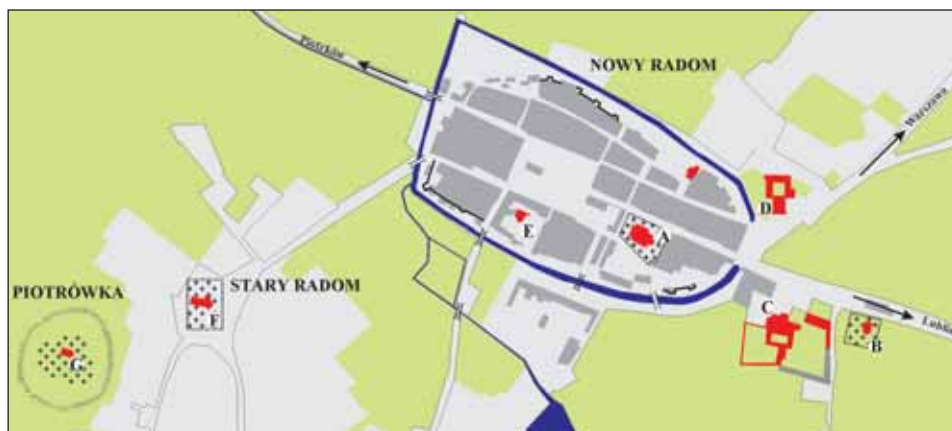 Piotrków
NOWY RADOM
Warszawa
D
E
A
PIOTRÓWKA
STARY RADOM
F
C
Lublin
B
G